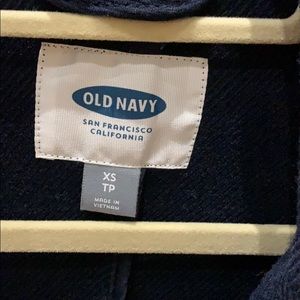 OLD NAVY
SAN FRANCISCO
CALIFORNIA
XS
TP
MADE IN
VIETNAM